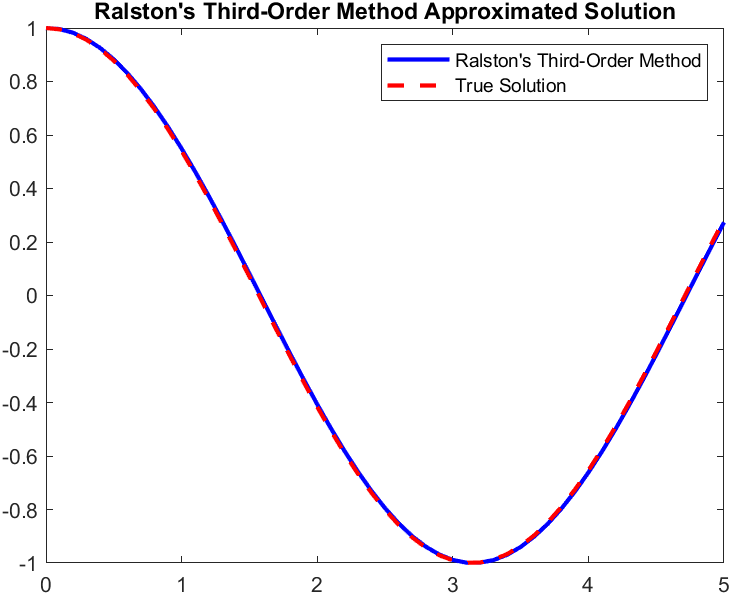 Ralston's Third-Order Method Approximated Solution
Ralston's Third-Order Method
True Solution
1
0.8
0.6
0.4
0.2
0
-0.2
-0.4
-0.6
-0.8
-1
0 1 2 3 4 5